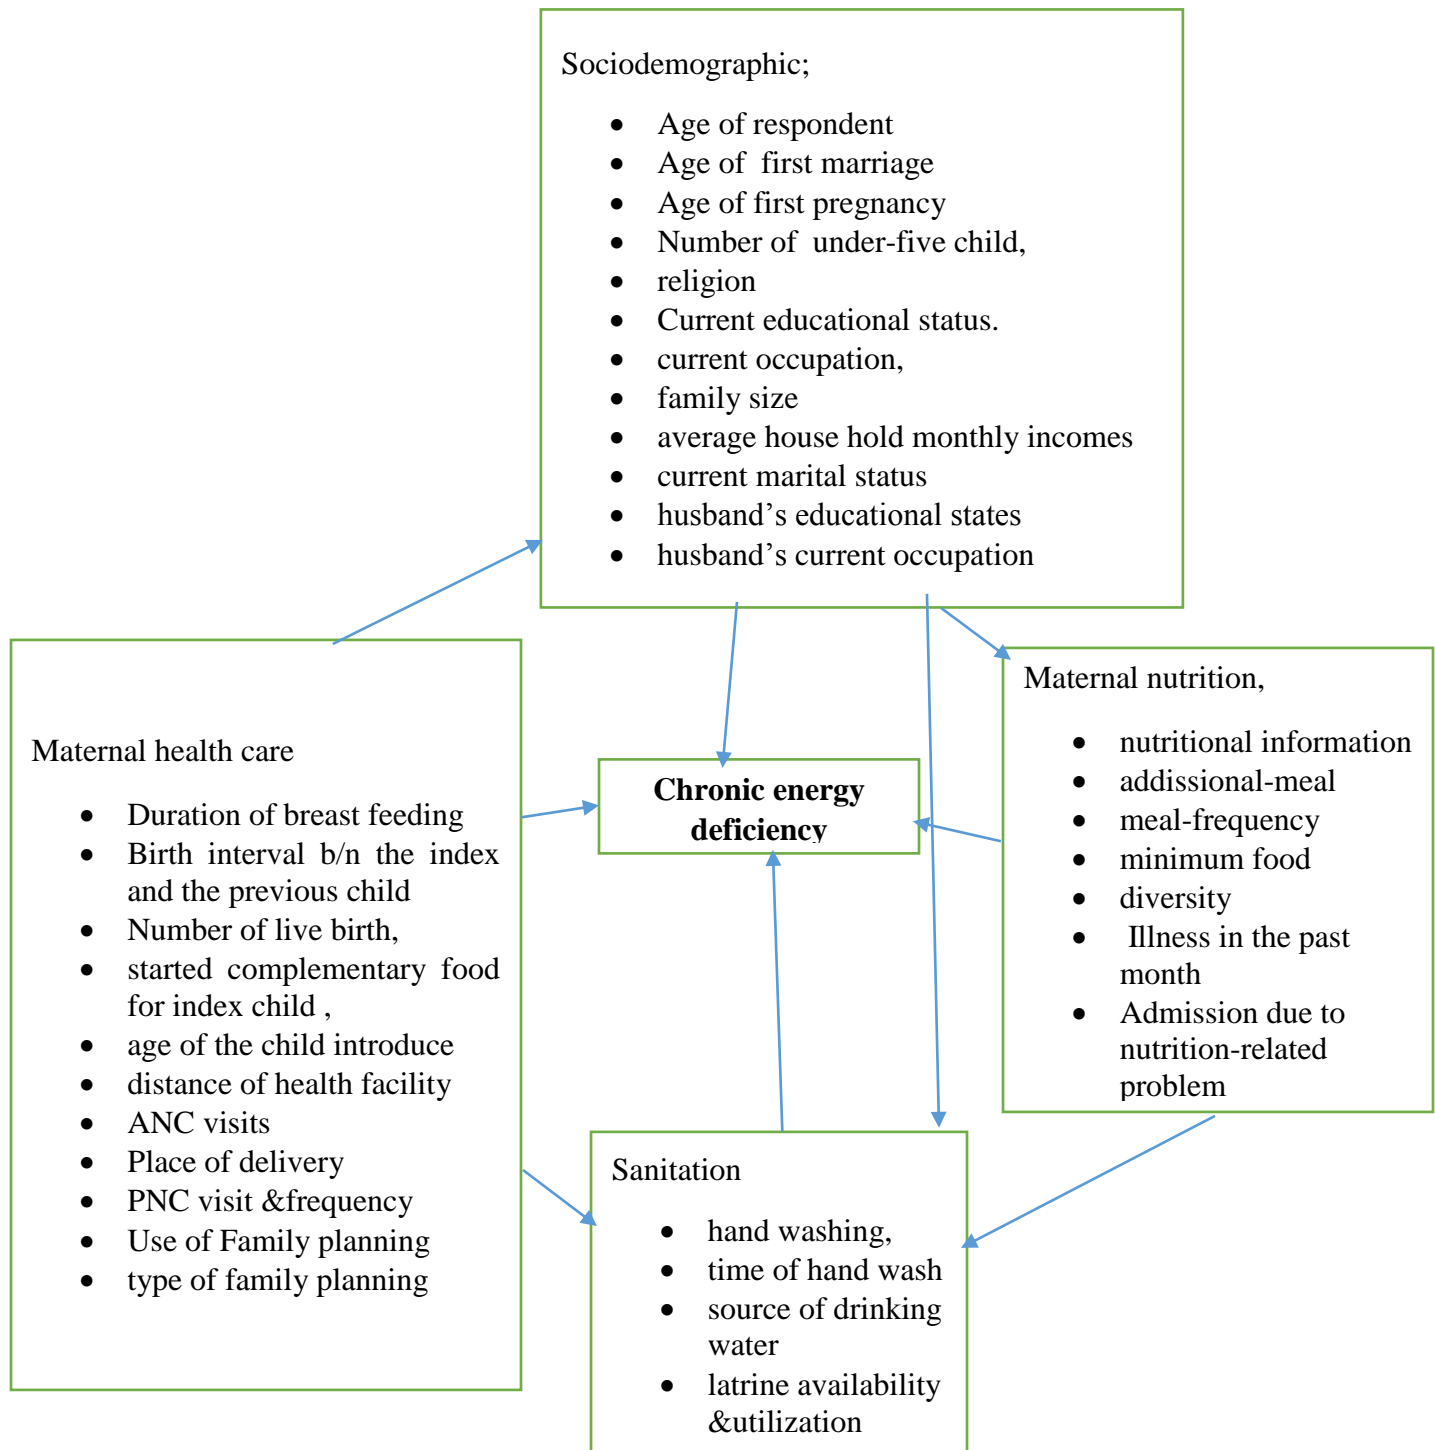 Sociodemographic;
• Age of respondent
• Age of first marriage
• Age of first pregnancy
• Number of under-five child,
• religion
• Current educational status.
• current occupation,
• family size
• average house hold monthly incomes
• current marital status
• husband’s educational states
• husband’s current occupation
Maternal health care
• Duration of breast feeding
• Birth interval b/n the index
and the previous child
• Number of live birth,
• started complementary food
for index child ,
• age of the child introduce
• distance of health facility
• ANC visits
• Place of delivery
• PNC visit &frequency
• Use of Family planning
• type of family planning
Chronic energy
deficiency
Maternal nutrition,
• nutritional information
• addissional-meal
• meal-frequency
• minimum food
• diversity
• Illness in the past
month
• Admission due to
nutrition-related
problem
Sanitation
• hand washing,
• time of hand wash
• source of drinking
water
• latrine availability
&utilization